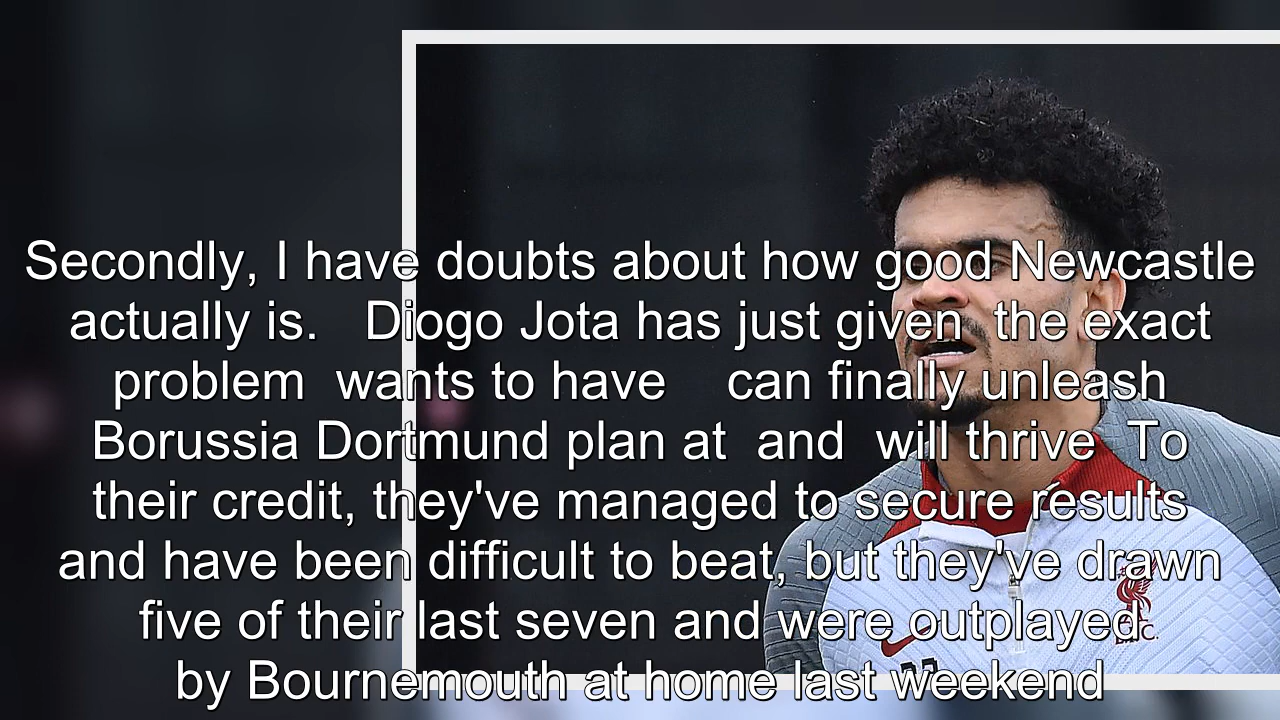 Secondly, I have doubts about how good Newcastle
actually is.   Diogo Jota has just given  the exact
problem  wants to have     can finally unleash
Borussia Dortmund plan at  and  will thrive  To
their credit, they've managed to secure results
and have been difficult to beat, but they've drawn
five of their last seven and were outplayed
by Bournemouth at home last weekend